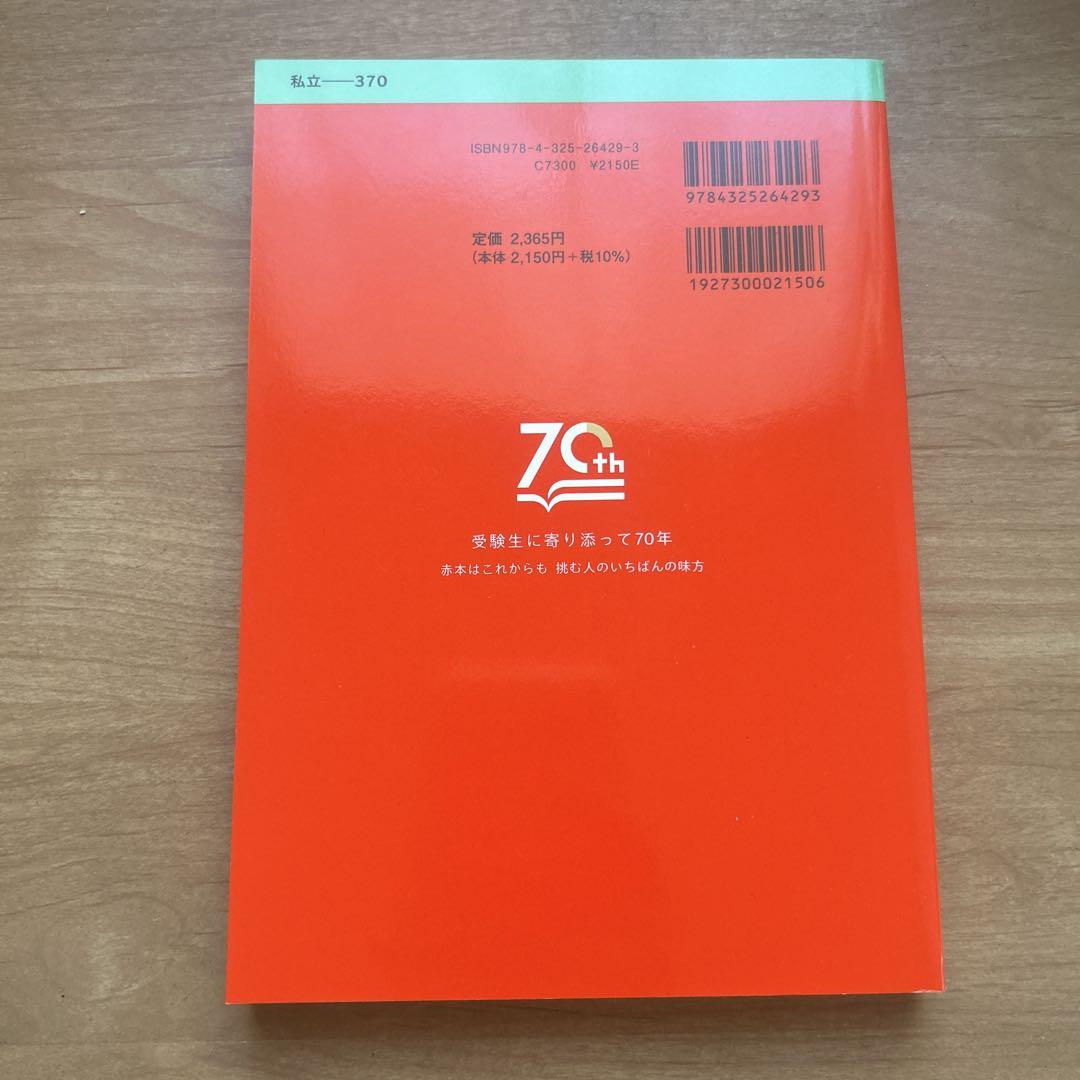 私立――370
ISBN978-4-325-26429-3
C7300 ¥2150E
9784325264293
定価 2,365円
(本体 2,150円+税10%)
1927300021506
70th
受験生に寄り添って70年
赤本はこれからも 挑む人のいちばんの味方